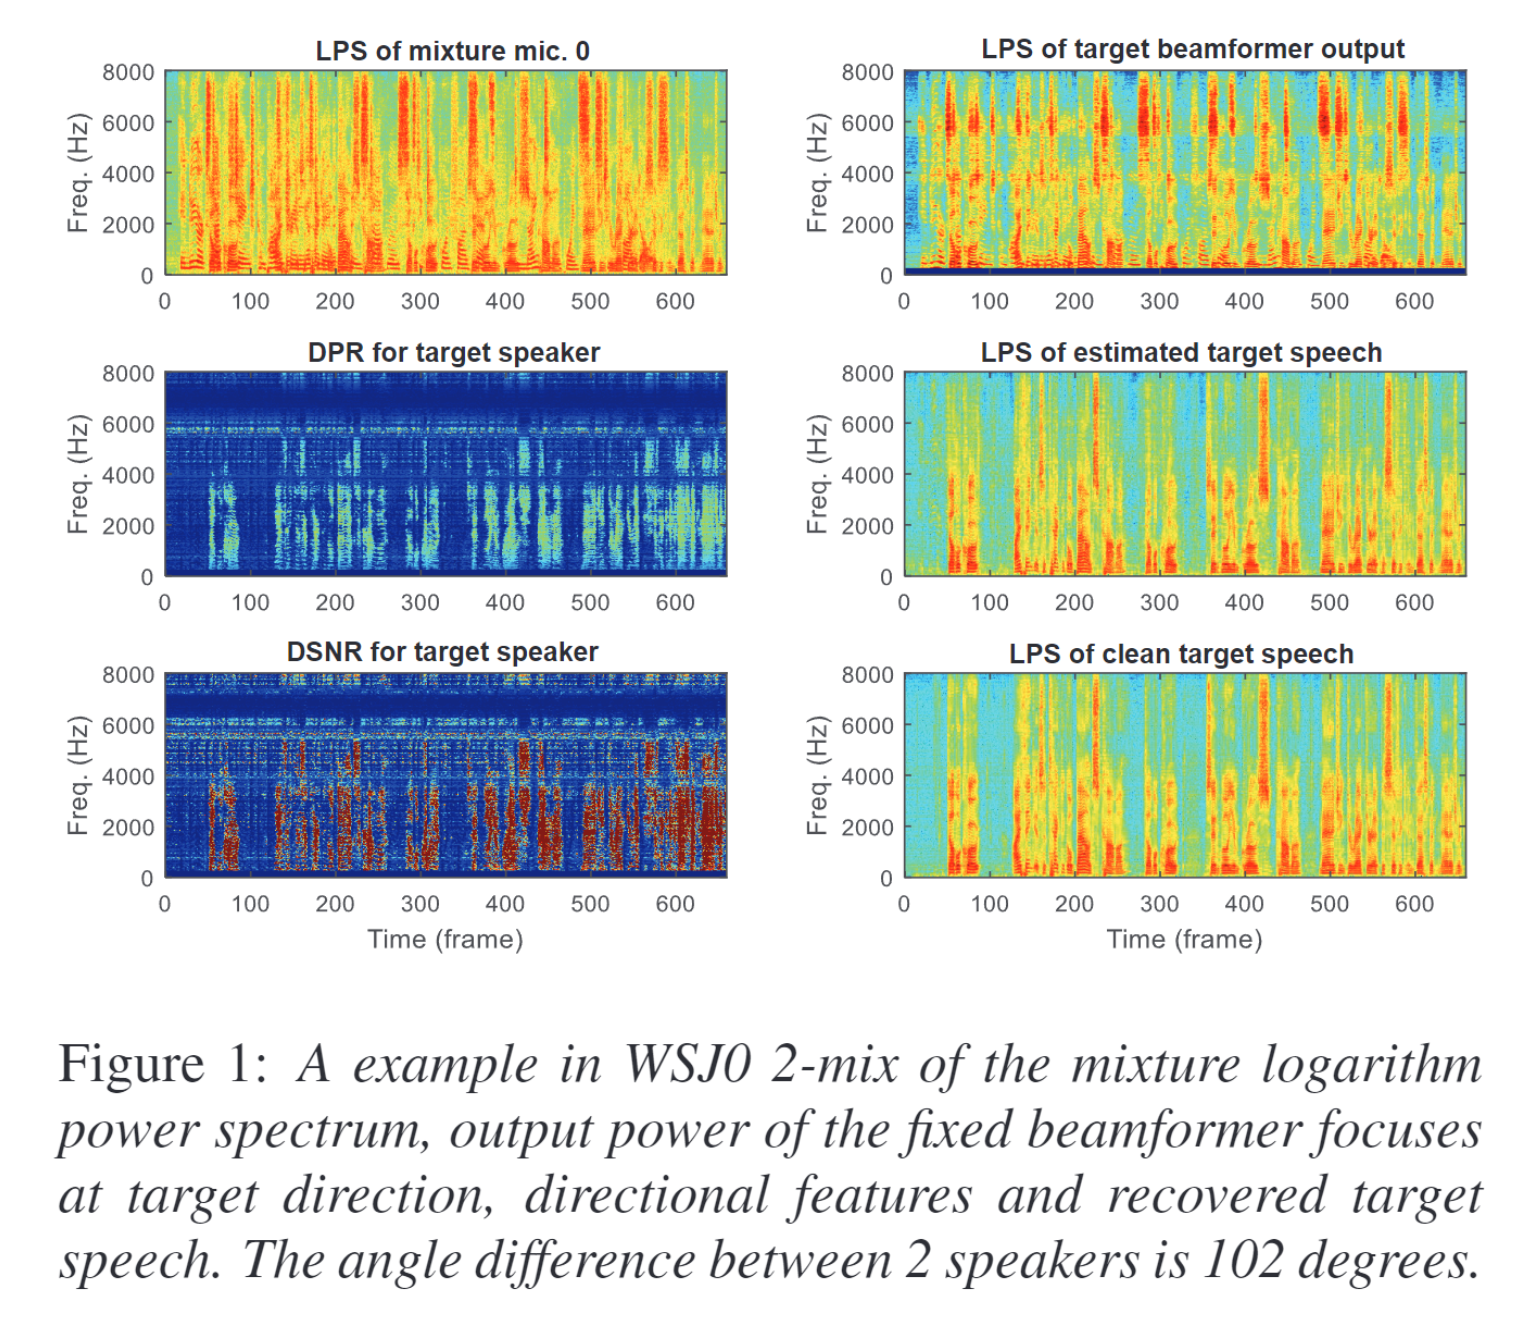 LPS of mixture mic. 0
8000
6000
4000
2000
0
Freq. (Hz)
0 100 200 300 400 500 600
LPS of target beamformer output
8000
6000
4000
2000
0
Freq. (Hz)
0 100 200 300 400 500 600
DPR for target speaker
8000
6000
4000
2000
0
Freq. (Hz)
0 100 200 300 400 500 600
LPS of estimated target speech
8000
6000
4000
2000
0
Freq. (Hz)
0 100 200 300 400 500 600
DSNR for target speaker
8000
6000
4000
2000
0
Freq. (Hz)
0 100 200 300 400 500 600
Time (frame)
LPS of clean target speech
8000
6000
4000
2000
0
Freq. (Hz)
0 100 200 300 400 500 600
Time (frame)
Figure 1: A example in WSJ0 2-mix of the mixture logarithm
power spectrum, output power of the fixed beamformer focuses
at target direction, directional features and recovered target
speech. The angle difference between 2 speakers is 102 degrees.